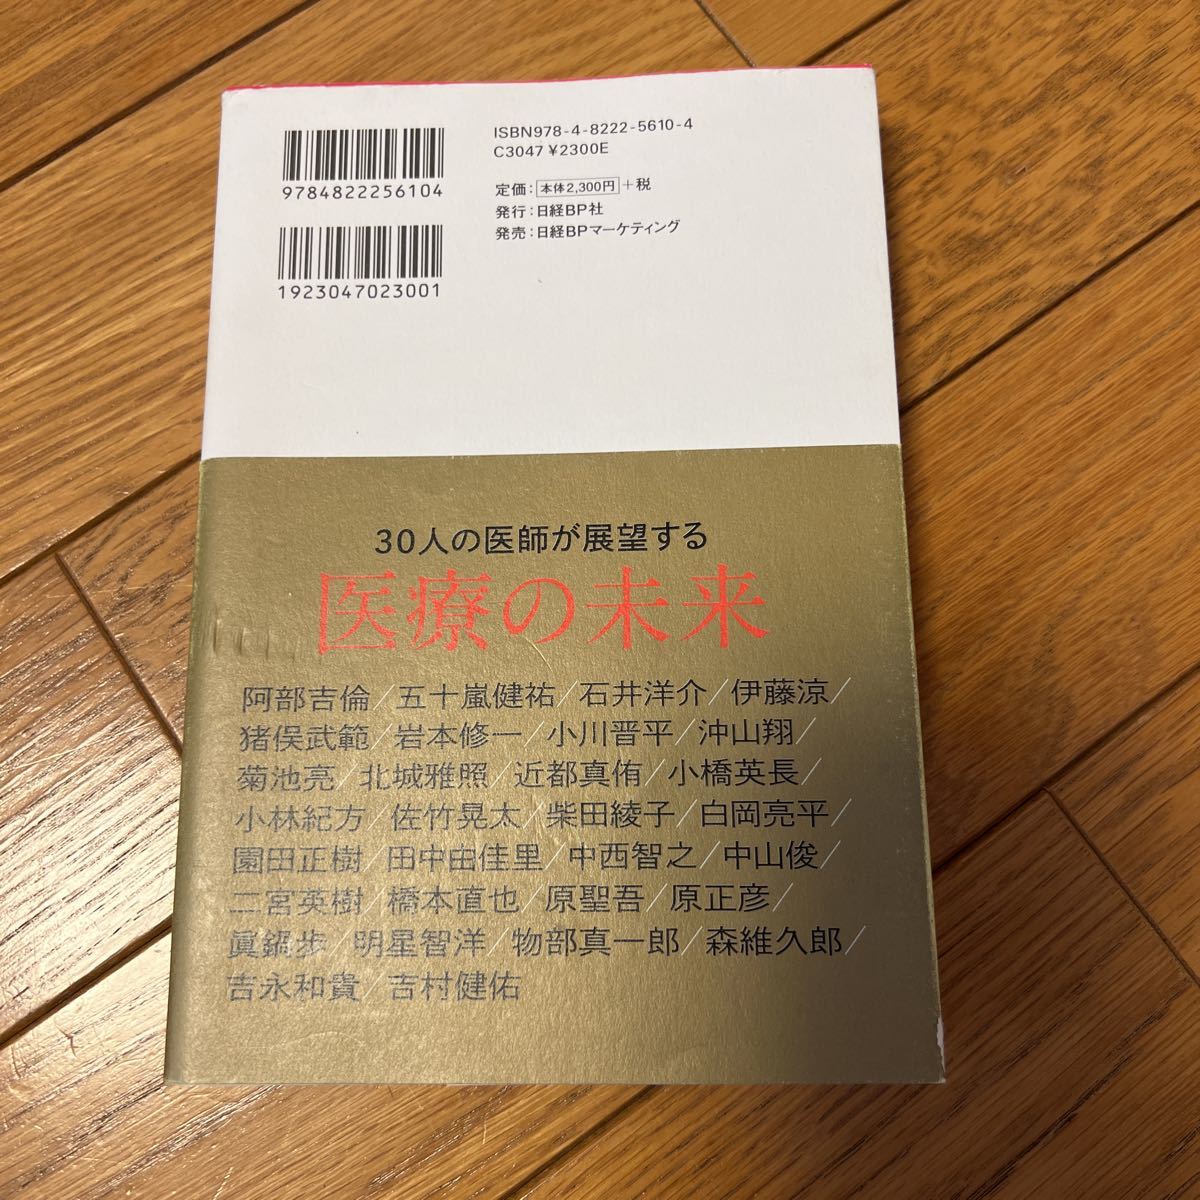 ISBN978-4-8222-5610-4
C3047 ¥2300E
9784822256104
定価：本体2,300円+税
発行：日経BP社
発売：日経BPマーケティング
1923047023001
30人の医師が展望する
医療の未来
阿部吉倫／五十嵐健祐／石井洋介／伊藤涼／
猪俣武範／岩本修一／小川晋平／沖山翔／
菊池亮／北城雅照／近都真侑／小橋英長／
小林紀方／佐竹晃太／柴田綾子／白岡亮平／
園田正樹／田中由佳里／中西智之／中山俊／
二宮英樹／橋本直也／原聖吾／原正彦／
眞鍋歩／明星智洋／物部真一郎／森維久郎／
吉永和貴／吉村健佑